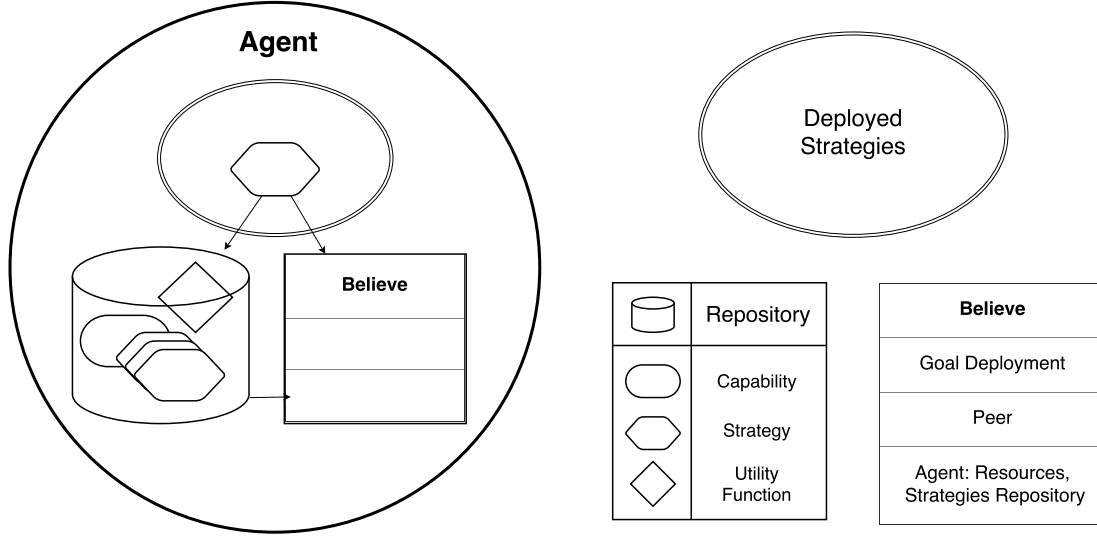 Agent
Believe
Deployed
Strategies
Repository
Capability
Strategy
Utility
Function
Believe
Goal Deployment
Peer
Agent: Resources,
Strategies Repository